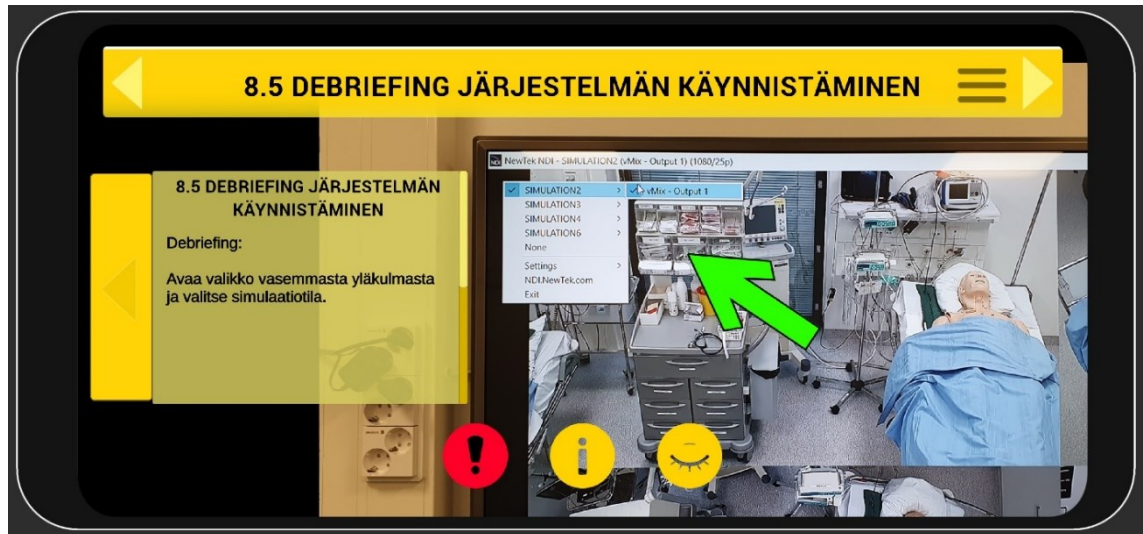 8.5 DEBRIEFING JÄRJESTELMÄN KÄYNNISTÄMINEN
NewTek NDI - SIMULATION2 (vMix - Output 1) (1080/25p)
8.5 DEBRIEFING JÄRJESTELMÄN
KÄYNNISTÄMINEN
Debriefing:
Avaa valikko vasemmasta yläkulmasta
ja valitse simulaatiotila.
SIMULATION2
vMix - Output 1
SIMULATION3
SIMULATION4
SIMULATION6
None
Settings
NDI.NewTek.com
Exit